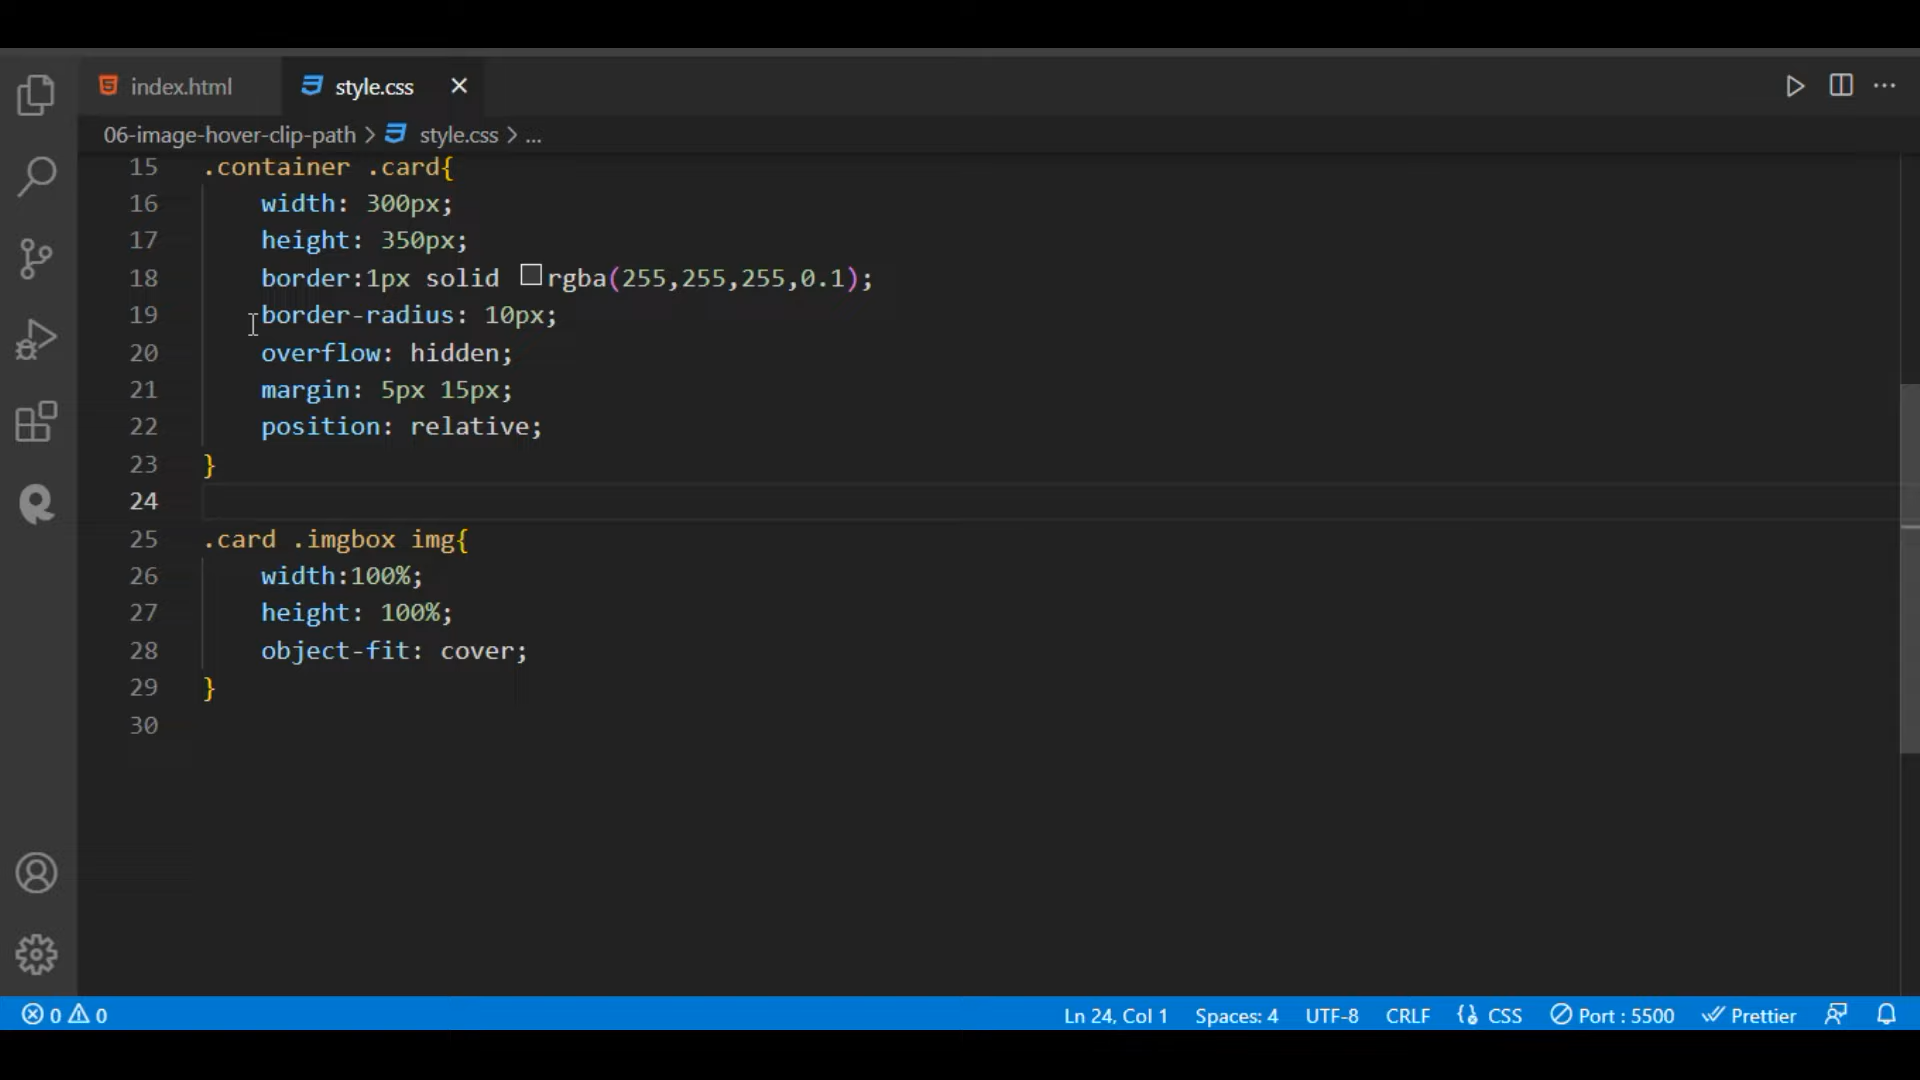 index.html
style.css
06-image-hover-clip-path > style.css > ...
15 .container .card{
16 width: 300px;
17 height: 350px;
18 border:1px solid rgba(255,255,255,0.1);
19 border-radius: 10px;
20 overflow: hidden;
21 margin: 5px 15px;
22 position: relative;
23 }
24
25 .card .imgbox img{
26 width:100%;
27 height: 100%;
28 object-fit: cover;
29 }
30
0 0 Ln 24, Col 1 Spaces: 4 UTF-8 CRLF CSS Port : 5500 Prettier